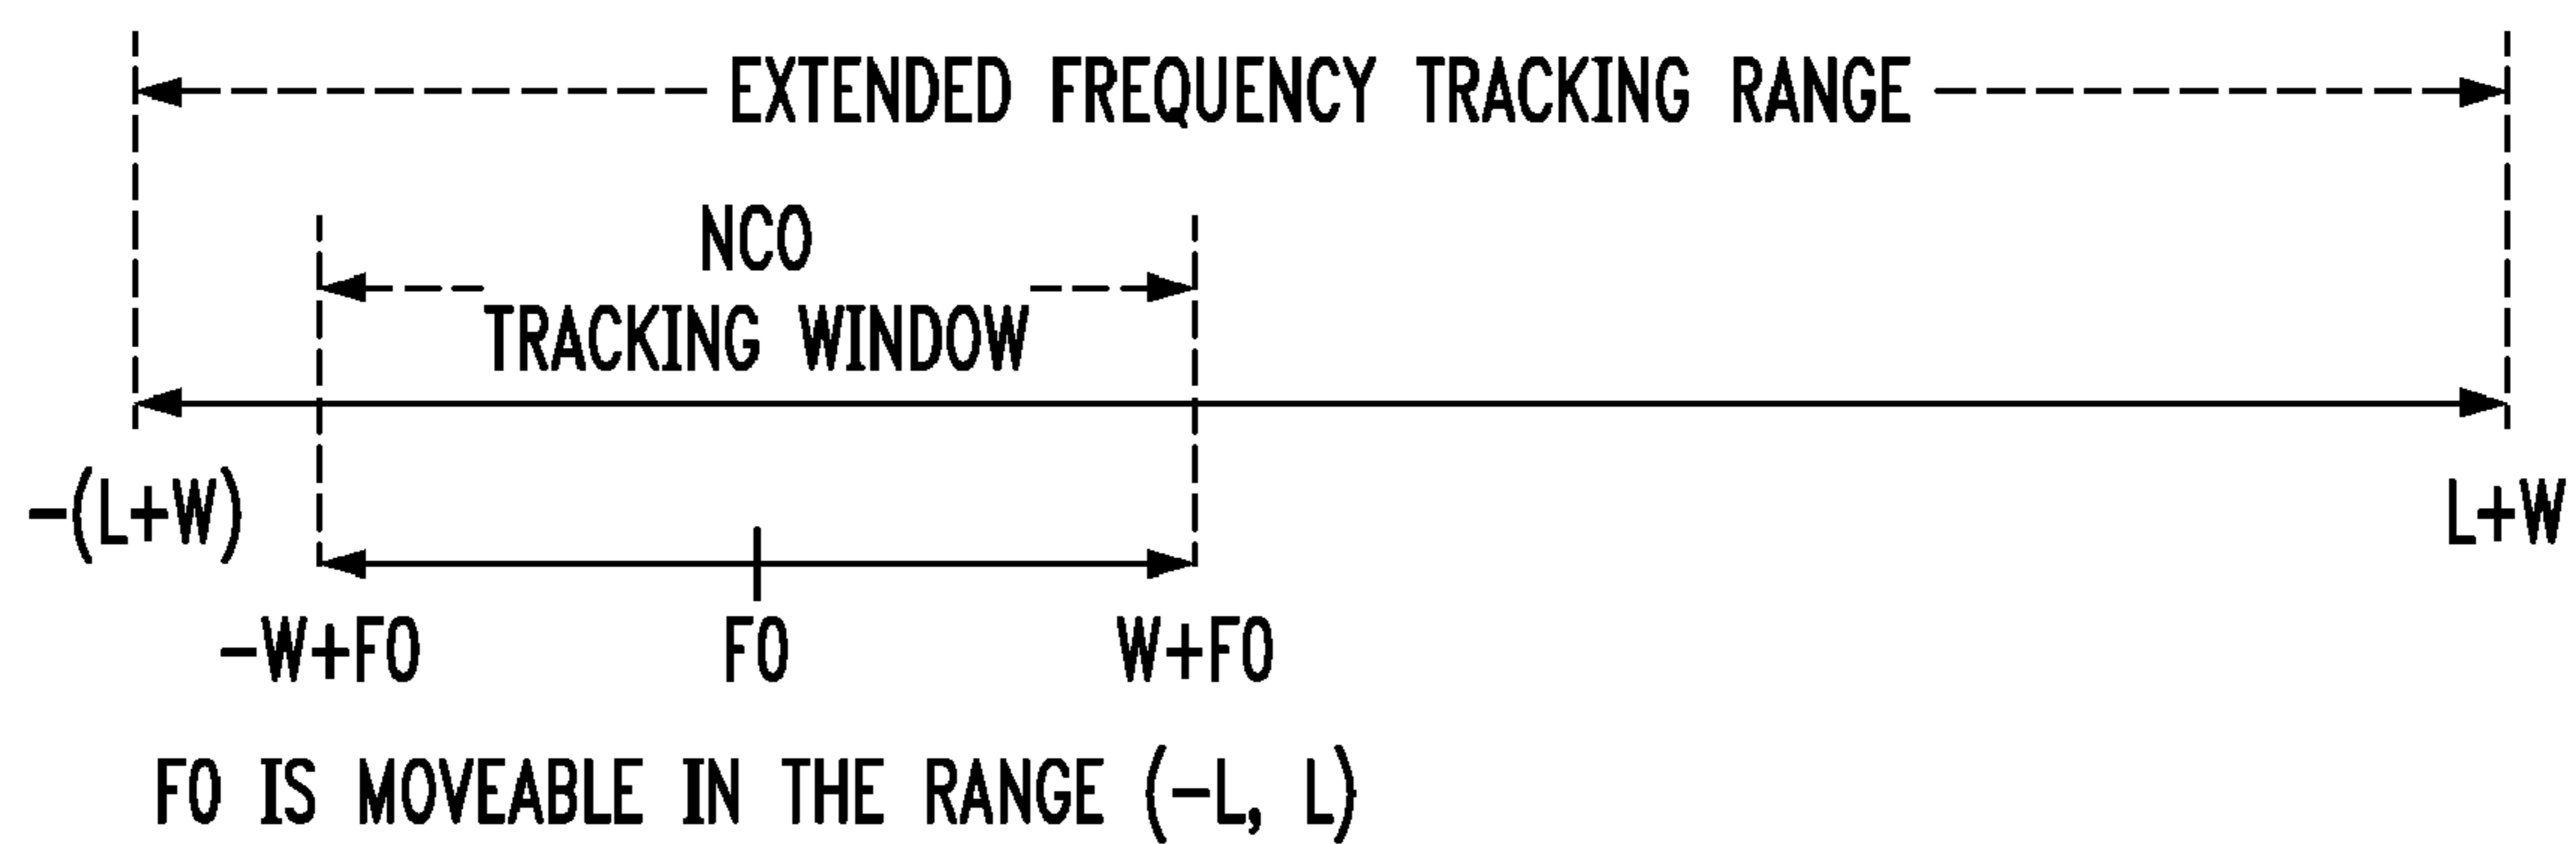 EXTENDED FREQUENCY TRACKING RANGE
NCO
TRACKING WINDOW
-(L+W)
L+W
-W+F0
F0
W+F0
F0 IS MOVEABLE IN THE RANGE (-L, L)